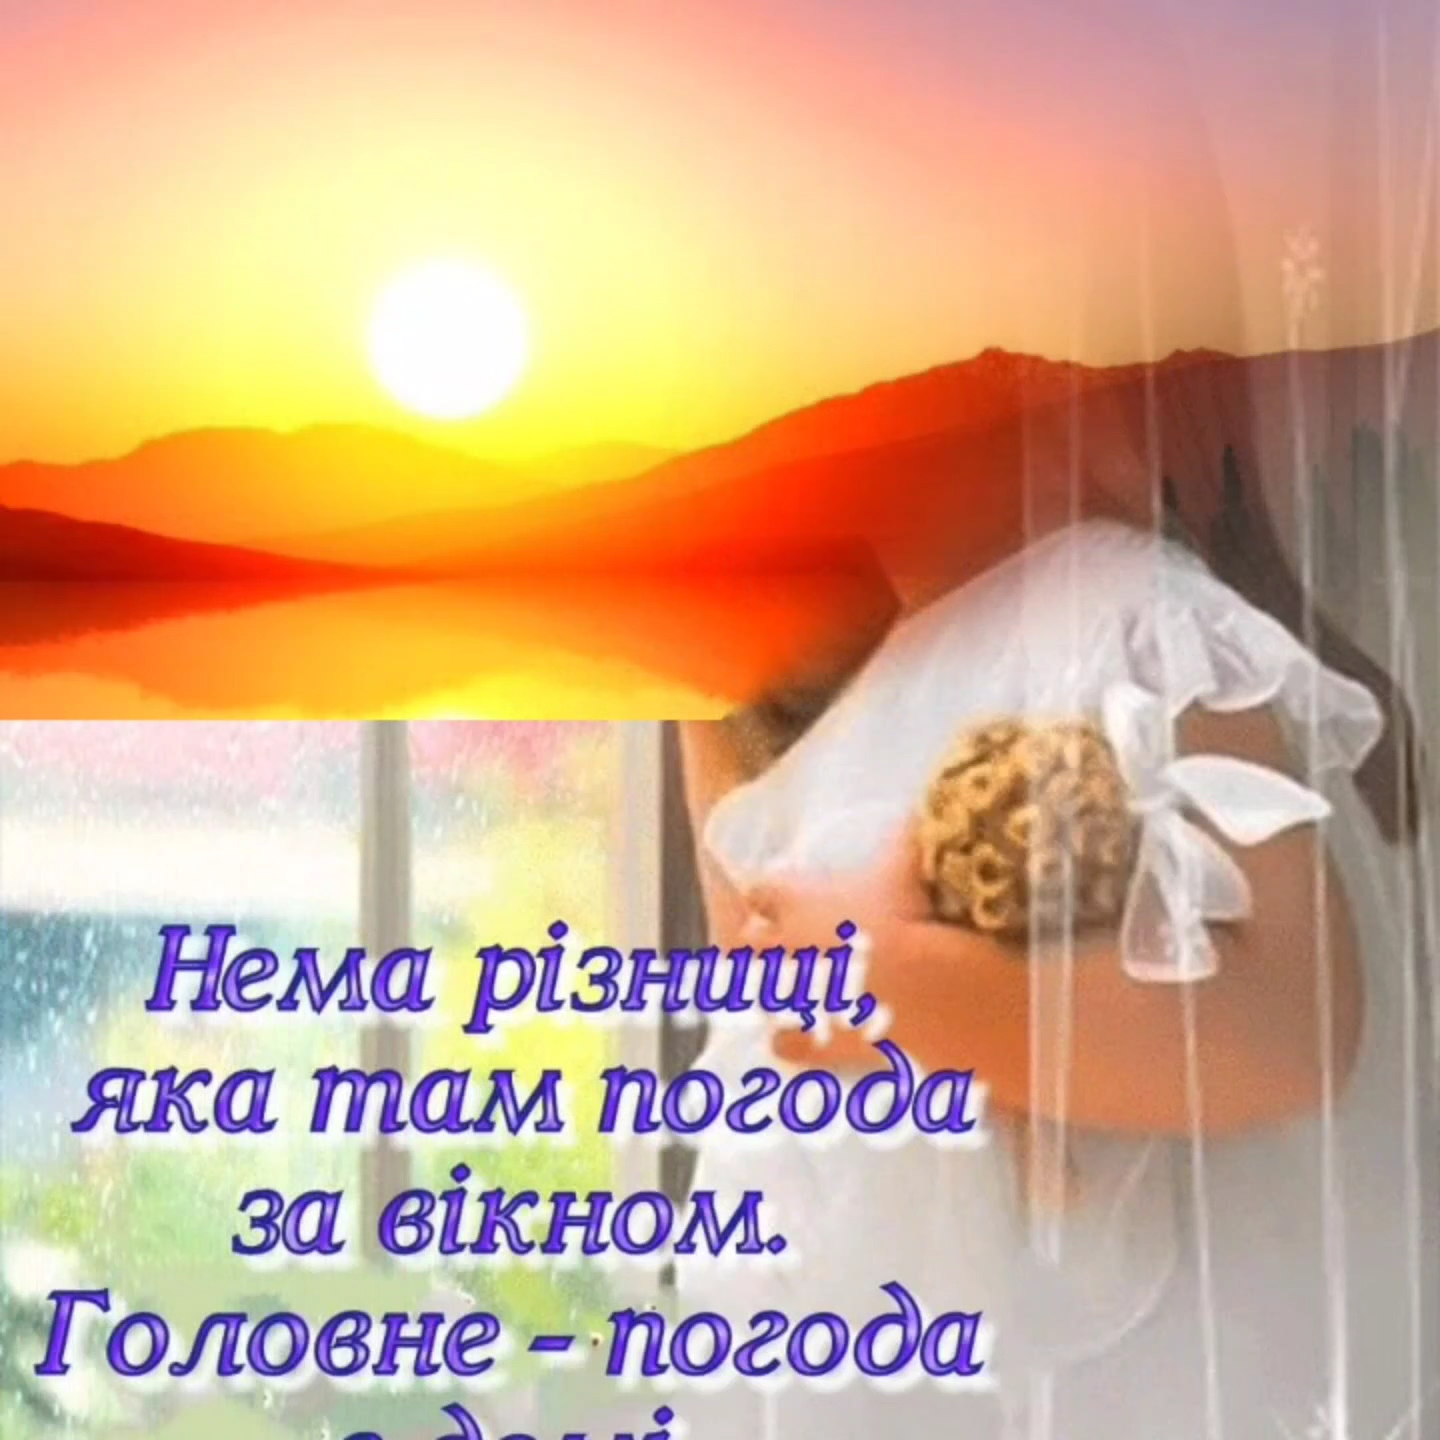 Нема різниці,
яка там погода
за вікном.
Головне - погода